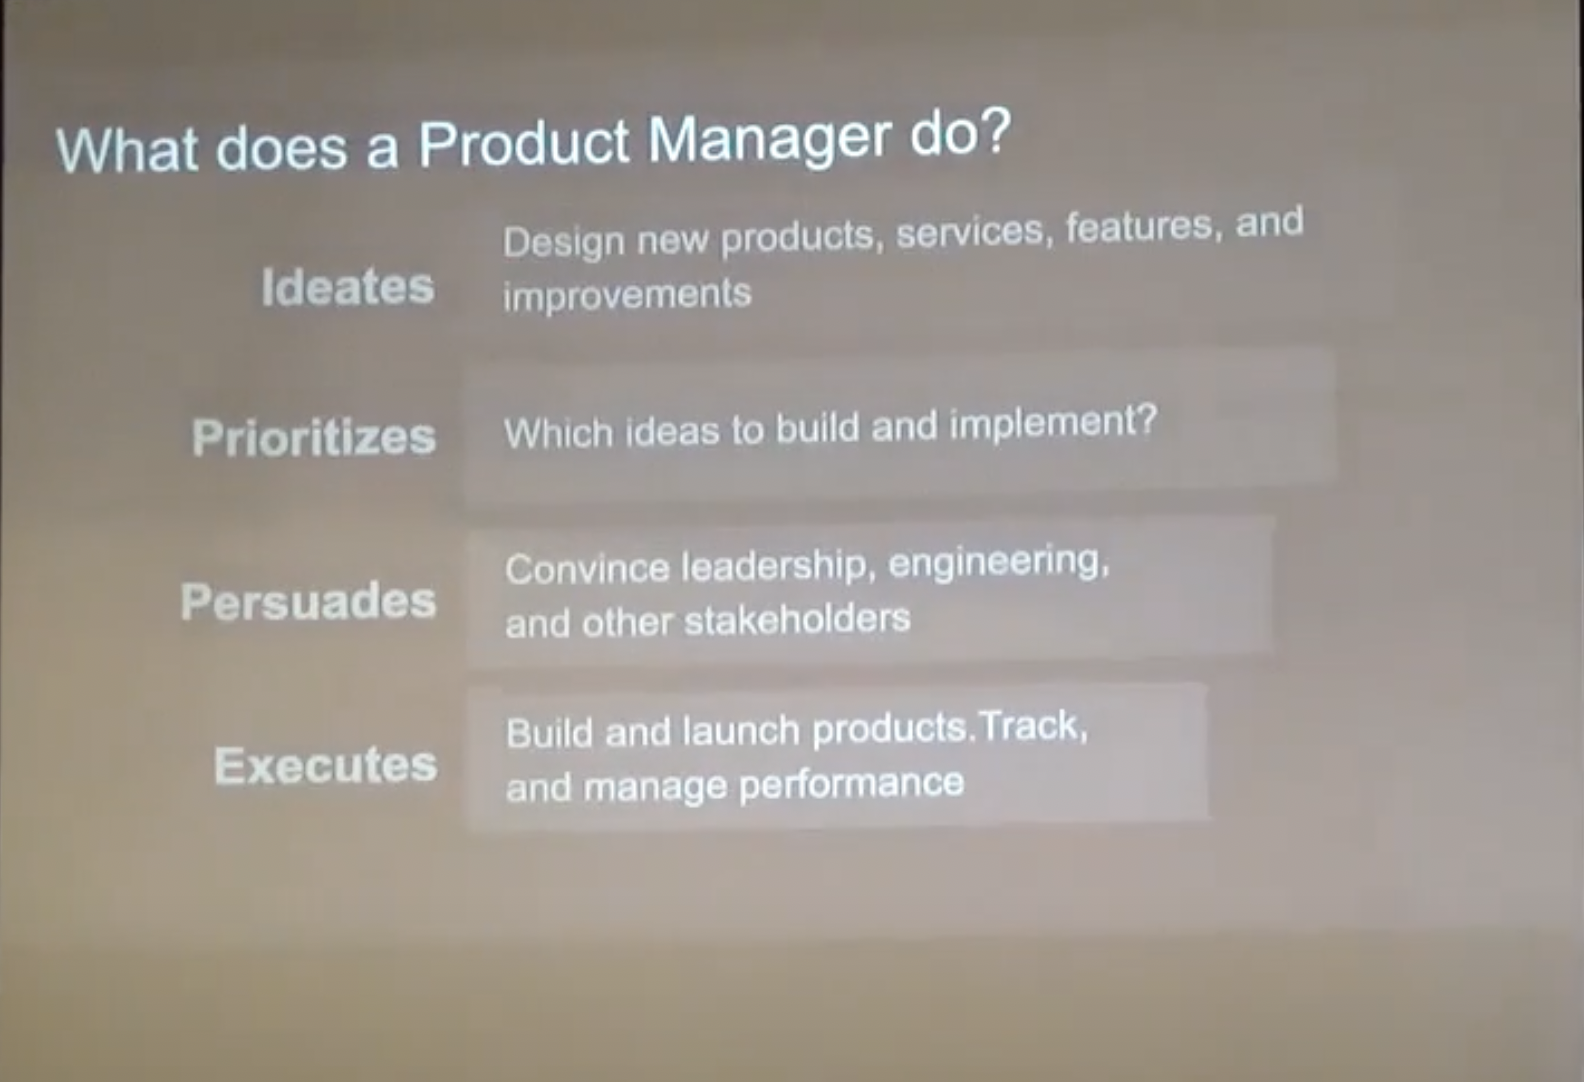 What does a Product Manager do?
Ideates
Design new products, services, features, and
improvements
Prioritizes
Which ideas to build and implement?
Persuades
Convince leadership, engineering,
and other stakeholders
Executes
Build and launch products.Track,
and manage performance